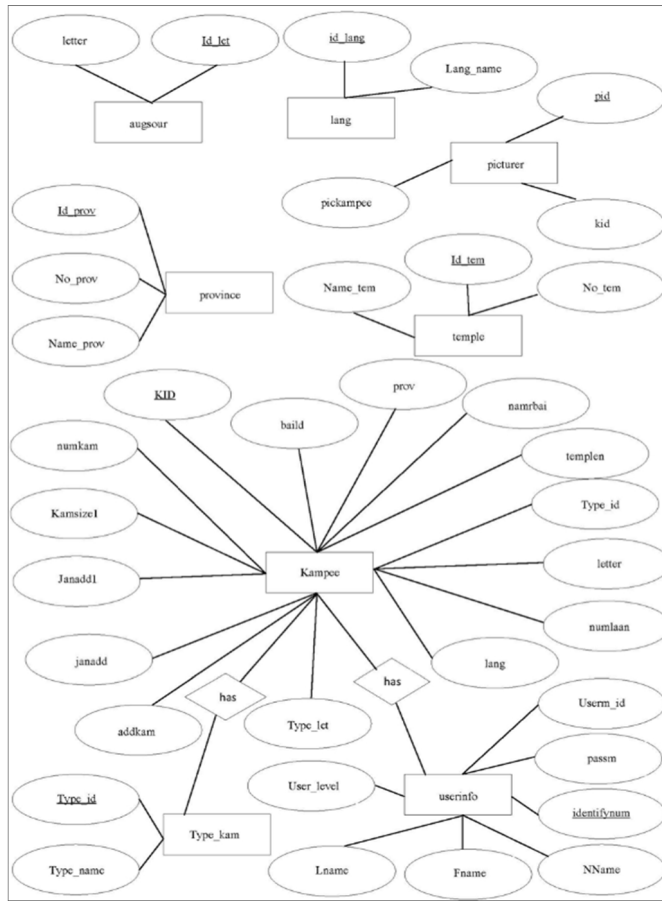 letter
Id_let
id_lang
Lang_name
augsour
lang
pid
picturer
pickampee
kid
Id_prov
No_prov
province
Name_prov
Id_tem
Name_tem
No_tem
temple
KID
prov
namrbai
baild
numkam
templen
Kamsize1
Type_id
Kampee
letter
Janadd1
numlaan
janadd
lang
has
has
addkam
Type_let
Userm_id
passm
User_level
userinfo
identifynum
Type_id
Type_kam
Type_name
Lname
Fname
NName